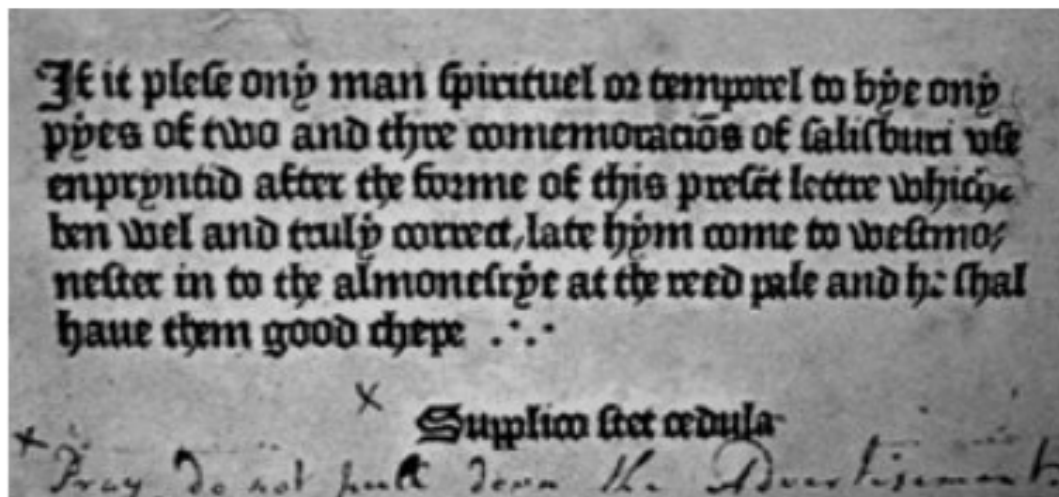 If it plese ony man spirituel or temporel to bye ony
pyes of two and thre comemoraciõs of salisburi vse
enpryntid after the forme of this presẽt lettre whiche
ben wel and truly correct, late hym come to westmo⸗
nester in to the almonesrye at the reed pale and he shal
haue them good chepe ∴
Supplico stet cedula
Pray do not pull down the Advertisement